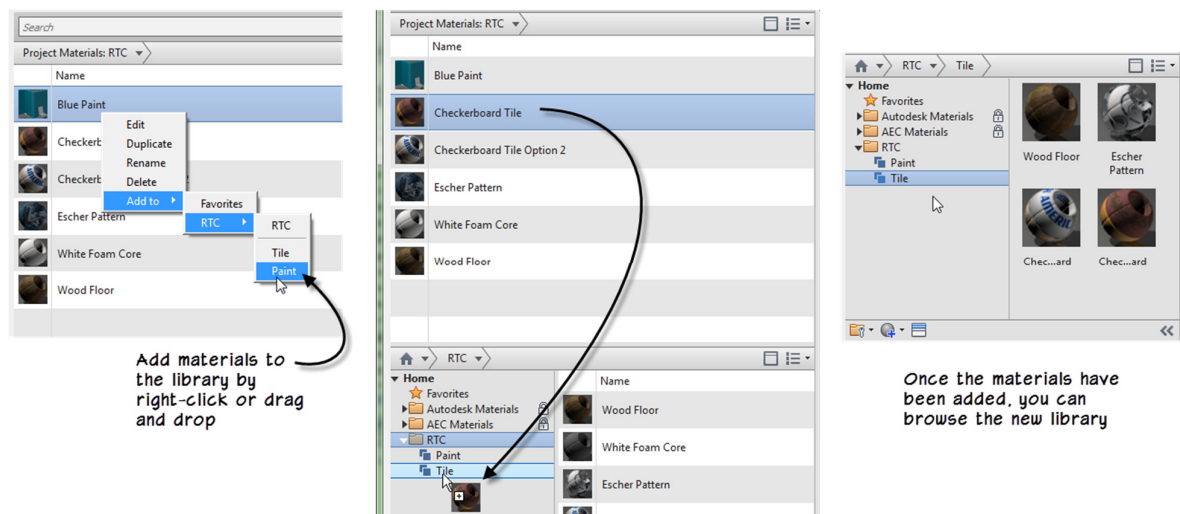 Search
Project Materials: RTC
Name
Blue Paint
Edit
Duplicate
Checkerb
Rename
Delete
Checkerb
Add to
Favorites
Escher Pattern
RTC
RTC
Tile
White Foam Core
Paint
Wood Floor
Add materials to
the library by
right-click or drag
and drop
Project Materials: RTC
Name
Blue Paint
Checkerboard Tile
Checkerboard Tile Option 2
Escher Pattern
White Foam Core
Wood Floor
RTC
Home
Favorites
Autodesk Materials
AEC Materials
RTC
Paint
Tile
Name
Wood Floor
White Foam Core
Escher Pattern
RTC Tile
Home
Favorites
Autodesk Materials
AEC Materials
RTC
Paint
Tile
Wood Floor
Escher
Pattern
AMERIC
Chec...ard
Chec...ard
Once the materials have
been added, you can
browse the new library